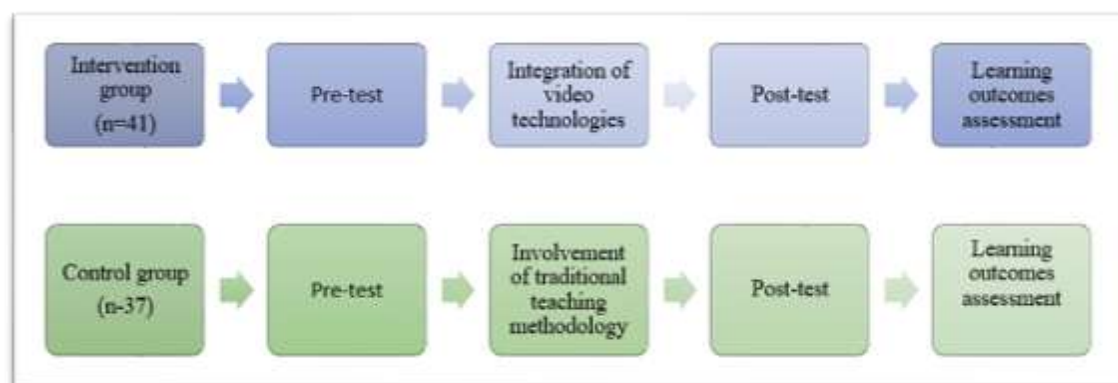 Intervention
group
(n=41)
Pre-test
Integration of
video
technologies
Post-test
Learning
outcomes
assessment
Control group
(n-37)
Pre-test
Involvement
of traditional
teaching
methodology
Post-test
Learning
outcomes
assessment